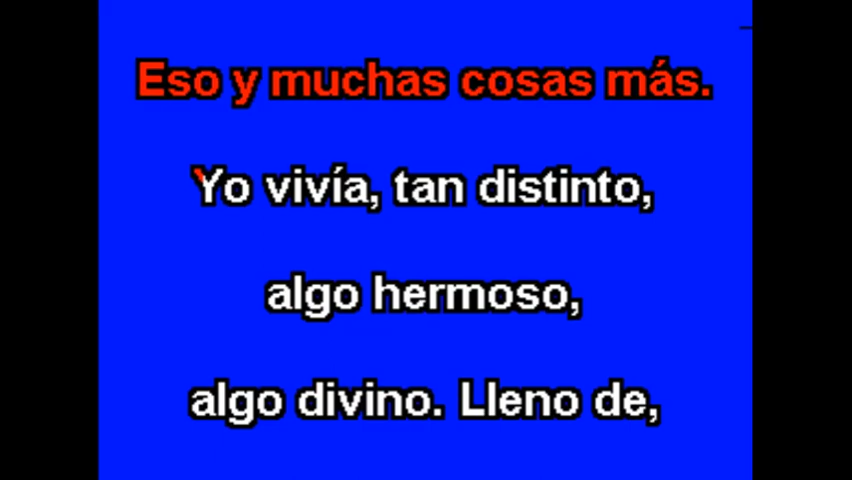 Eso y muchas cosas más.
Yo vivía, tan distinto,
algo hermoso,
algo divino. Lleno de,